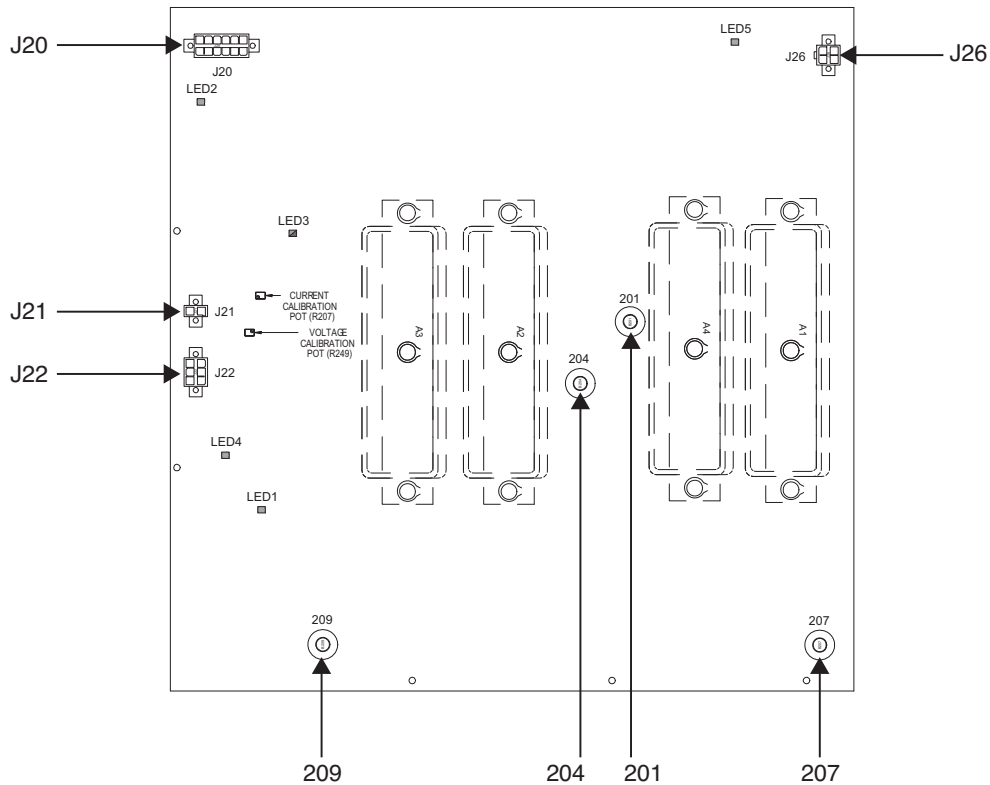 J20
J20
LED2
LED5
J26
J26
LED3
CURRENT
CALIBRATION
POT (R207)
J21
J21
VOLTAGE
CALIBRATION
POT (R249)
J22
J22
A3
A2
201
A4
A1
204
LED4
LED1
209
207
209
204
201
207